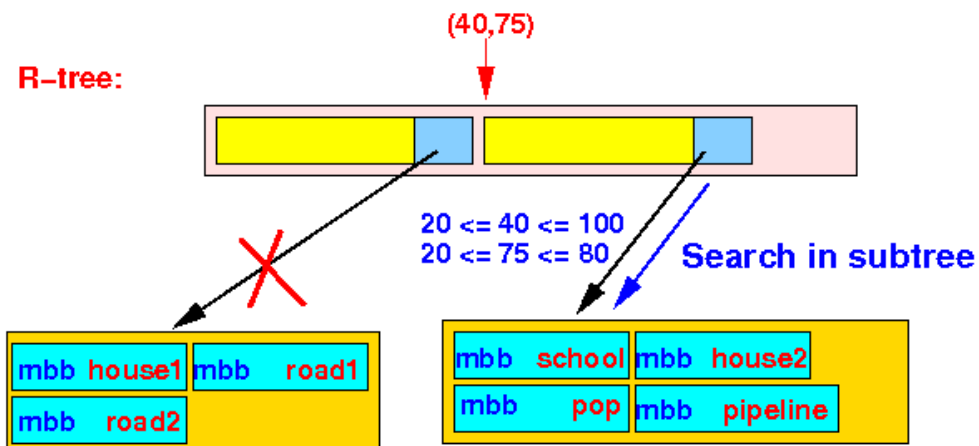 (40,75)
R-tree:
20 <= 40 <= 100
20 <= 75 <= 80
Search in subtree
mbb house1 mbb road1
mbb road2
mbb school mbb house2
mbb pop mbb pipeline